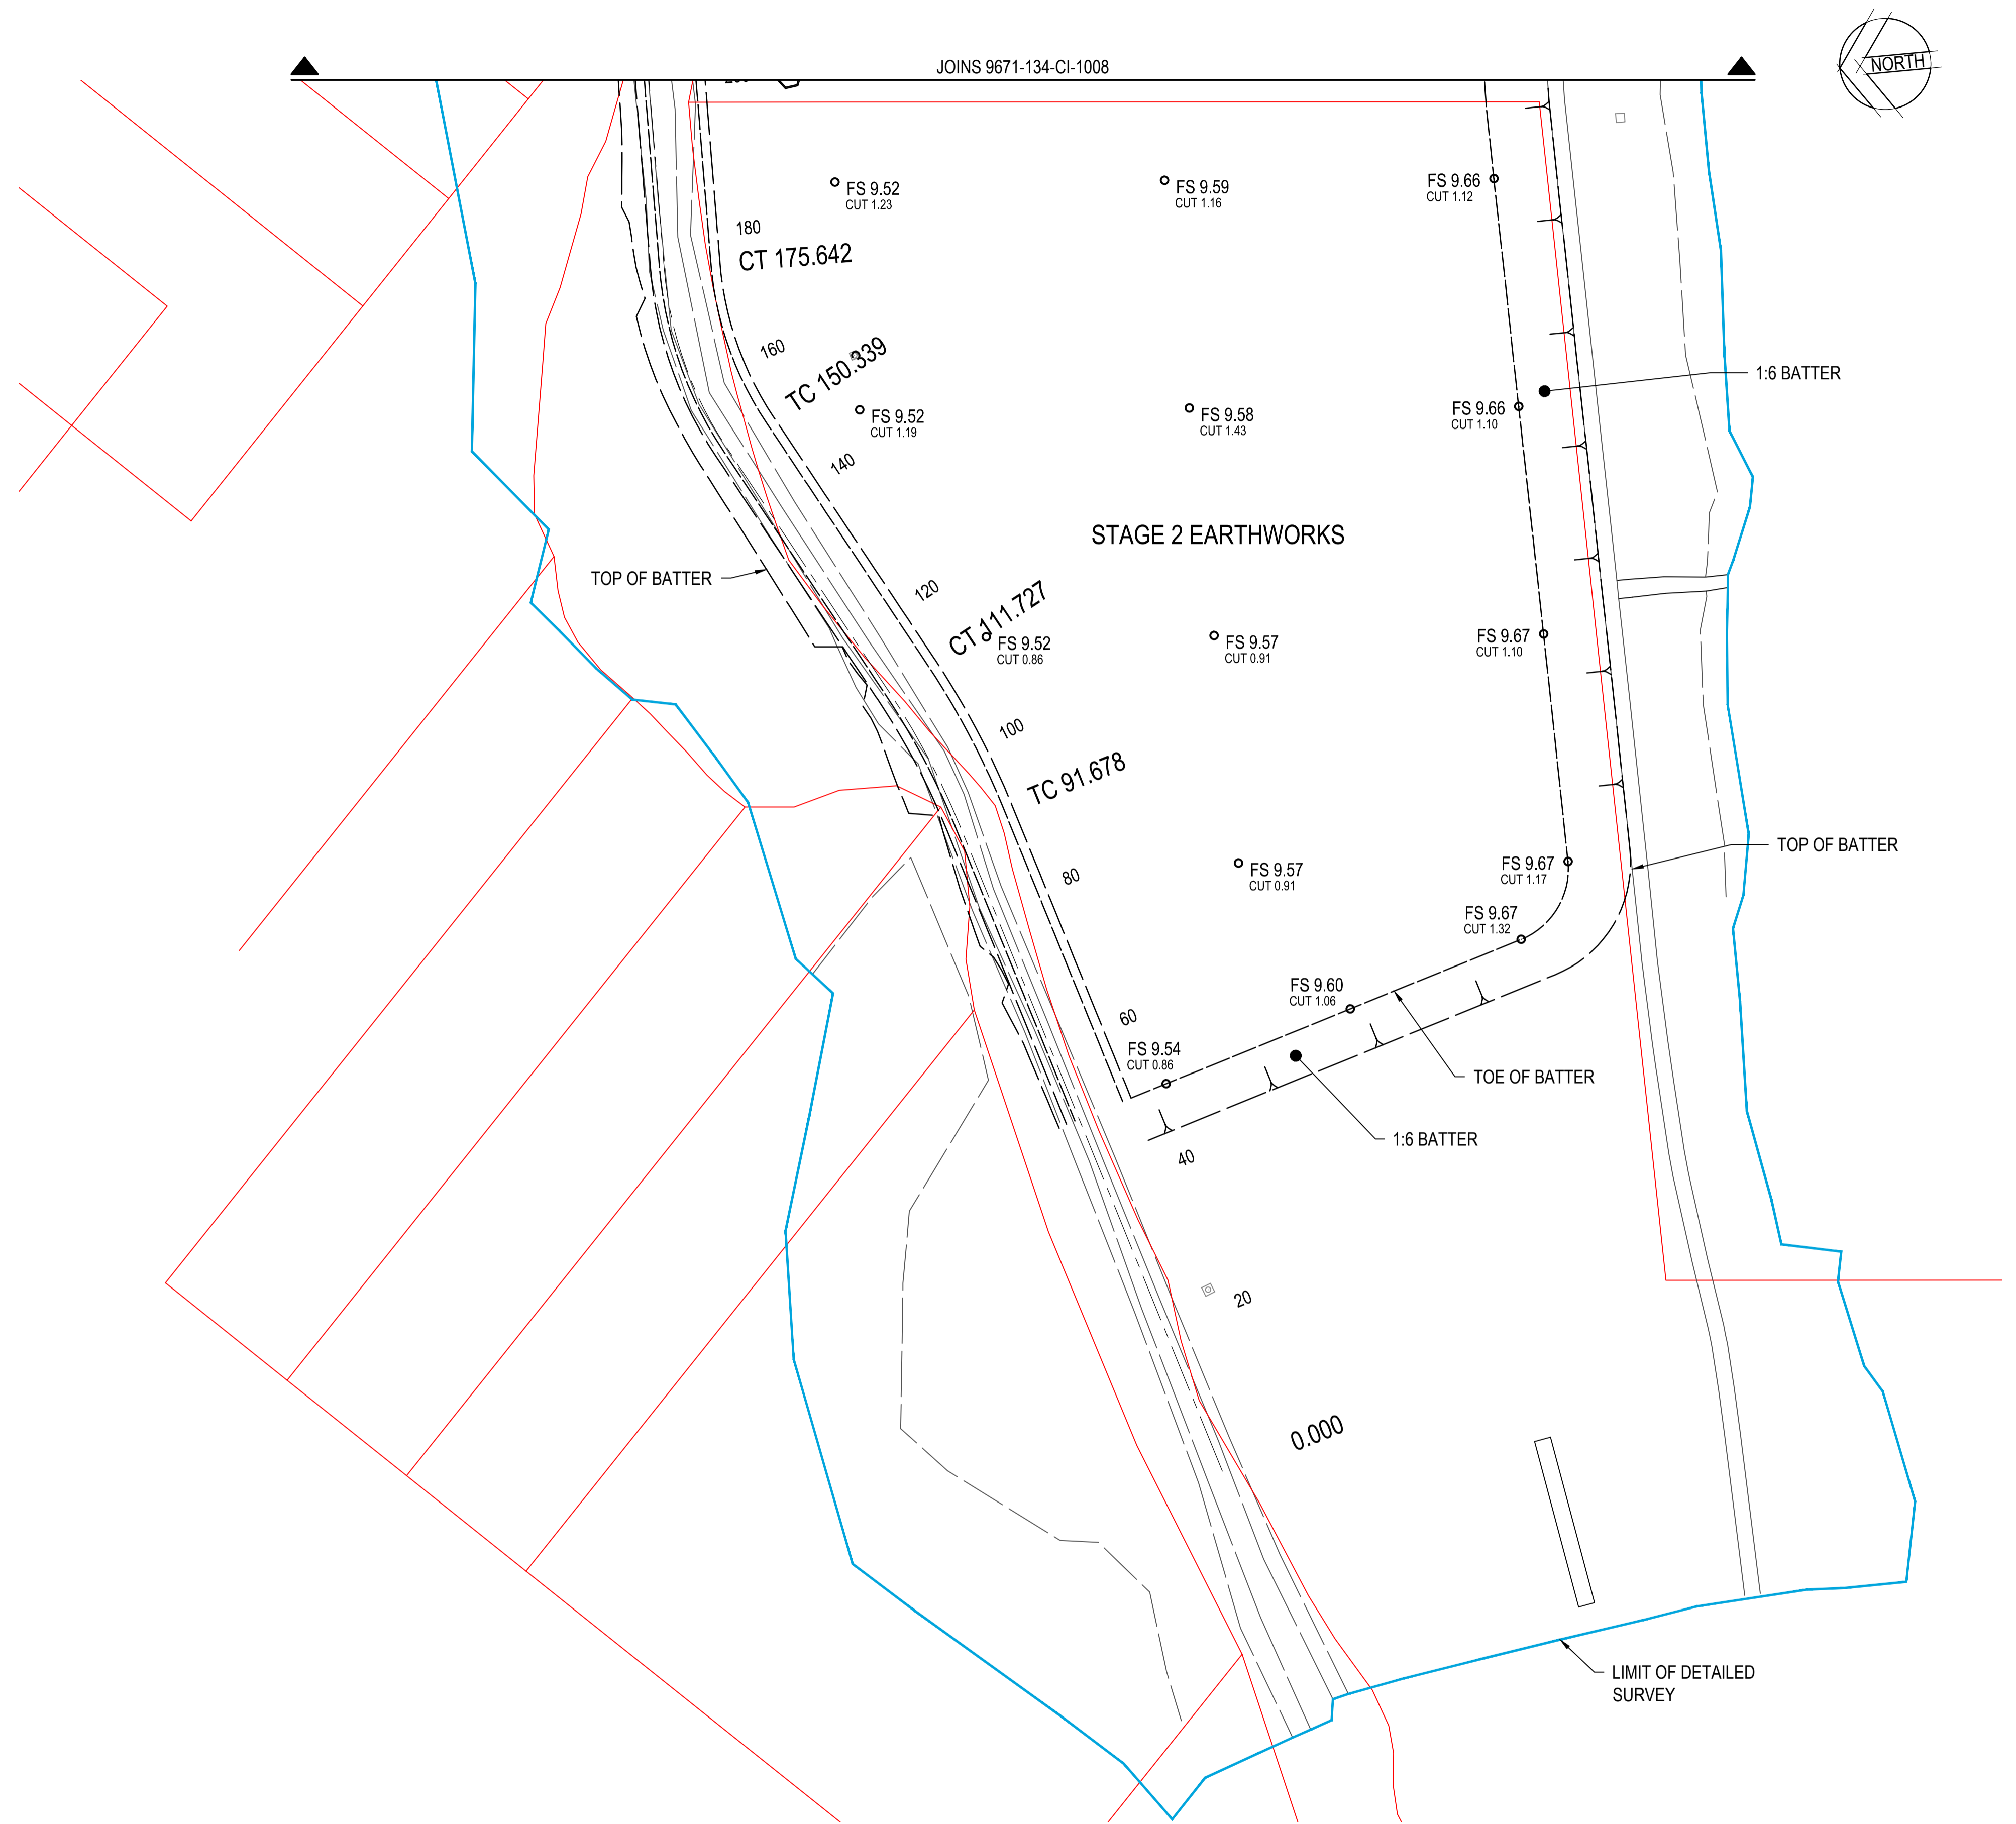 JOINS 9671-134-CI-1008
NORTH
FS 9.52
CUT 1.23
FS 9.59
CUT 1.16
FS 9.66
CUT 1.12
180
CT 175.642
160
TC 150.339
1:6 BATTER
FS 9.52
CUT 1.19
FS 9.58
CUT 1.43
FS 9.66
CUT 1.10
140
STAGE 2 EARTHWORKS
TOP OF BATTER
120
CT 111.727
FS 9.52
CUT 0.86
FS 9.57
CUT 0.91
FS 9.67
CUT 1.10
100
TC 91.678
TOP OF BATTER
80
FS 9.57
CUT 0.91
FS 9.67
CUT 1.17
FS 9.67
CUT 1.32
FS 9.60
CUT 1.06
60
FS 9.54
CUT 0.86
TOE OF BATTER
1:6 BATTER
40
20
0.000
LIMIT OF DETAILED
SURVEY